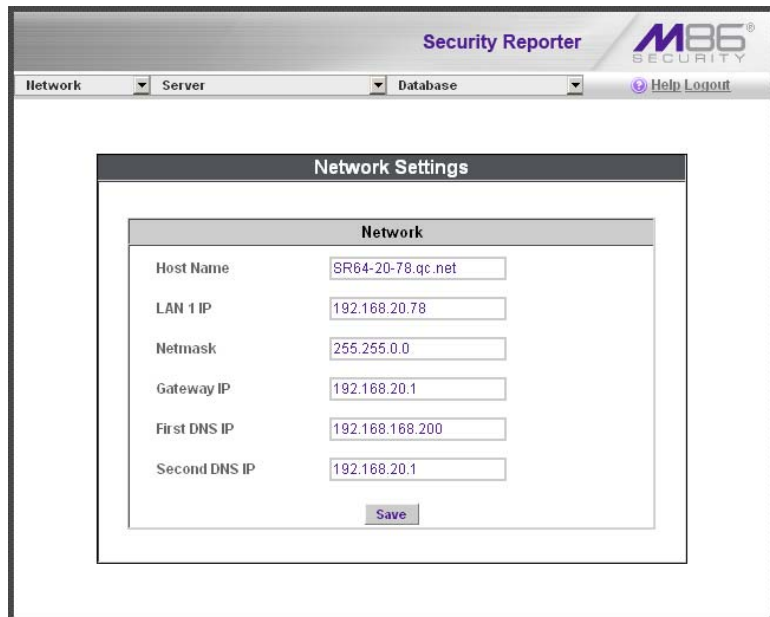 Security Reporter
M86®
SECURITY
Network Server Database Help Logout
Network Settings
Network
Host Name SR64-20-78.qc.net
LAN 1 IP 192.168.20.78
Netmask 255.255.0.0
Gateway IP 192.168.20.1
First DNS IP 192.168.168.200
Second DNS IP 192.168.20.1
Save